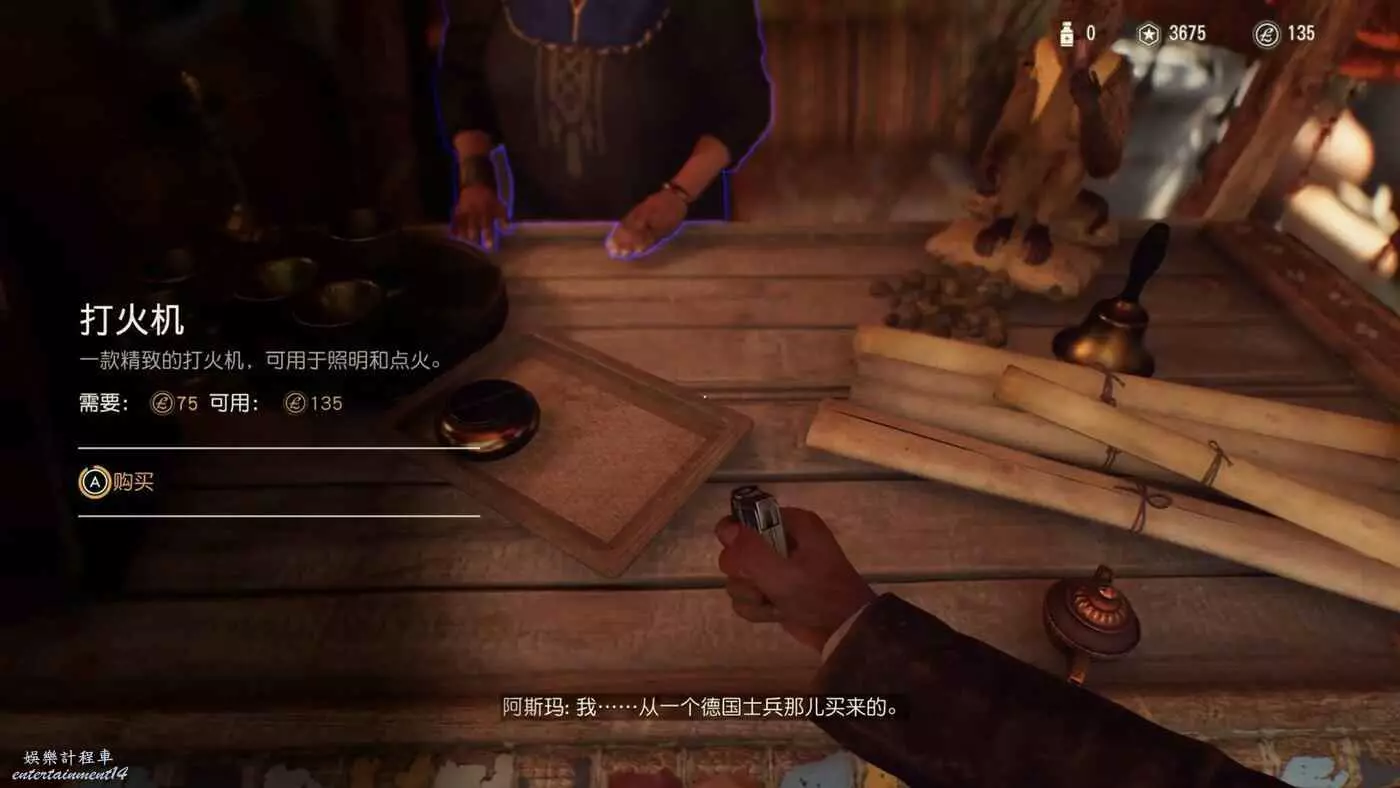 0 3675 135
打火机
一款精致的打火机，可用于照明和点火。
需要： 75 可用： 135
A 购买
阿斯玛: 我……从一个德国士兵那儿买来的。
娛樂計程車
entertainment14